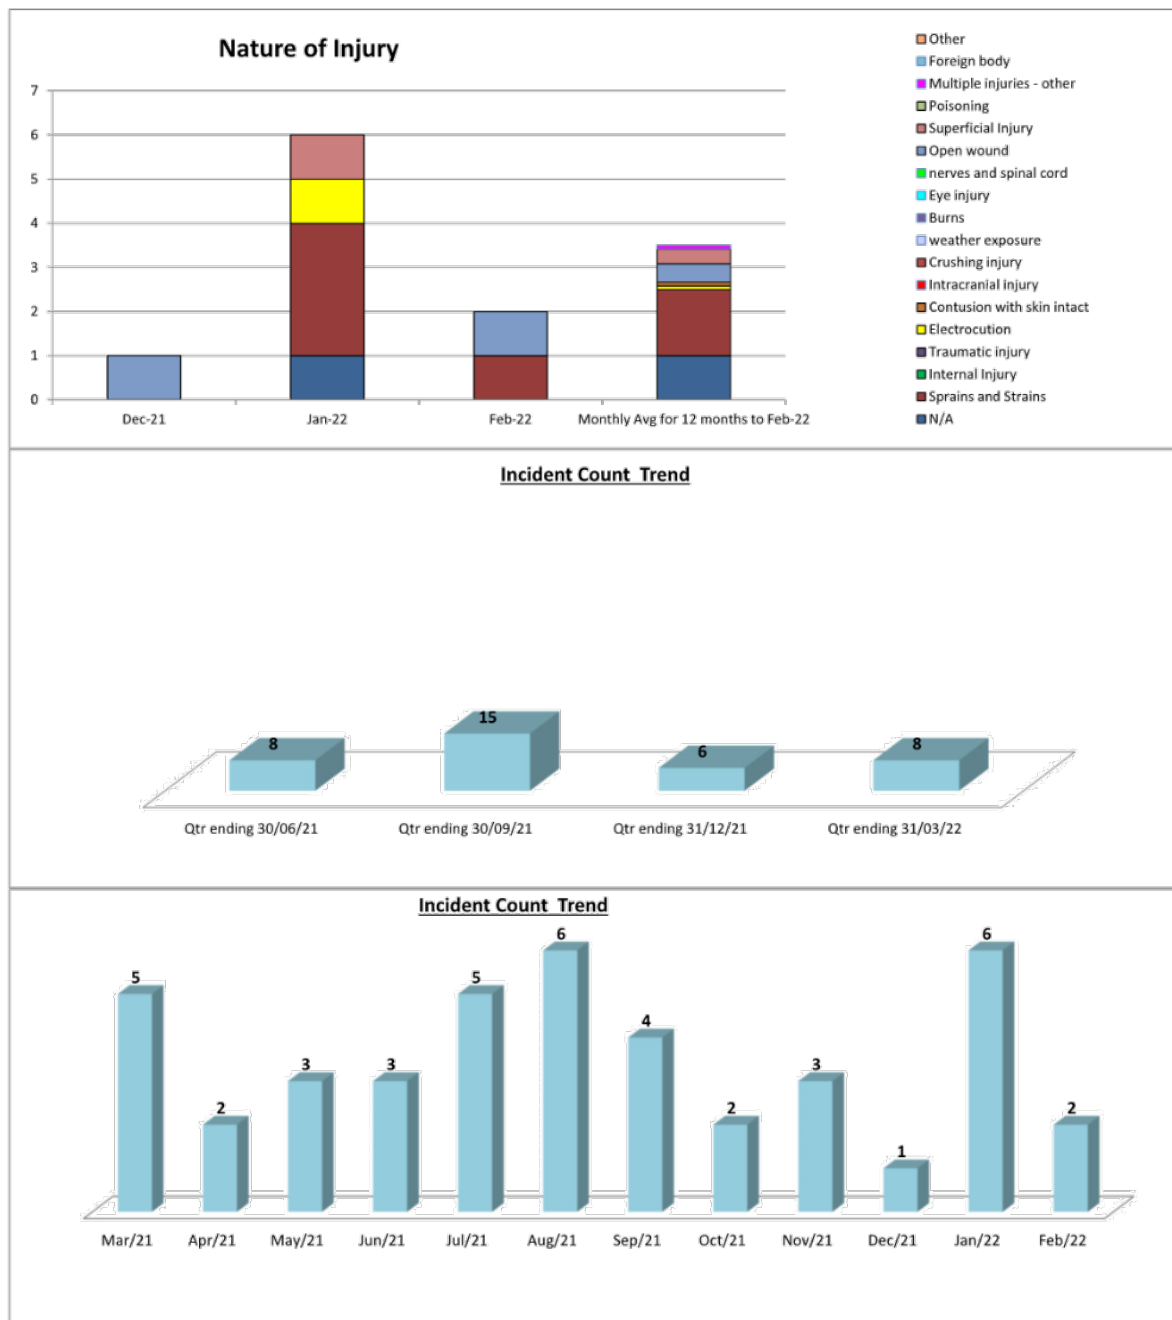 Nature of Injury
7
6
5
4
3
2
1
0
Dec-21 Jan-22 Feb-22 Monthly Avg for 12 months to Feb-22
Other
Foreign body
Multiple injuries - other
Poisoning
Superficial Injury
Open wound
nerves and spinal cord
Eye injury
Burns
weather exposure
Crushing injury
Intracranial injury
Contusion with skin intact
Electrocution
Traumatic injury
Internal Injury
Sprains and Strains
N/A
Incident Count Trend
8 15 6 8
Qtr ending 30/06/21 Qtr ending 30/09/21 Qtr ending 31/12/21 Qtr ending 31/03/22
Incident Count Trend
5 2 3 3 5 6 4 2 3 1 6 2
Mar/21 Apr/21 May/21 Jun/21 Jul/21 Aug/21 Sep/21 Oct/21 Nov/21 Dec/21 Jan/22 Feb/22